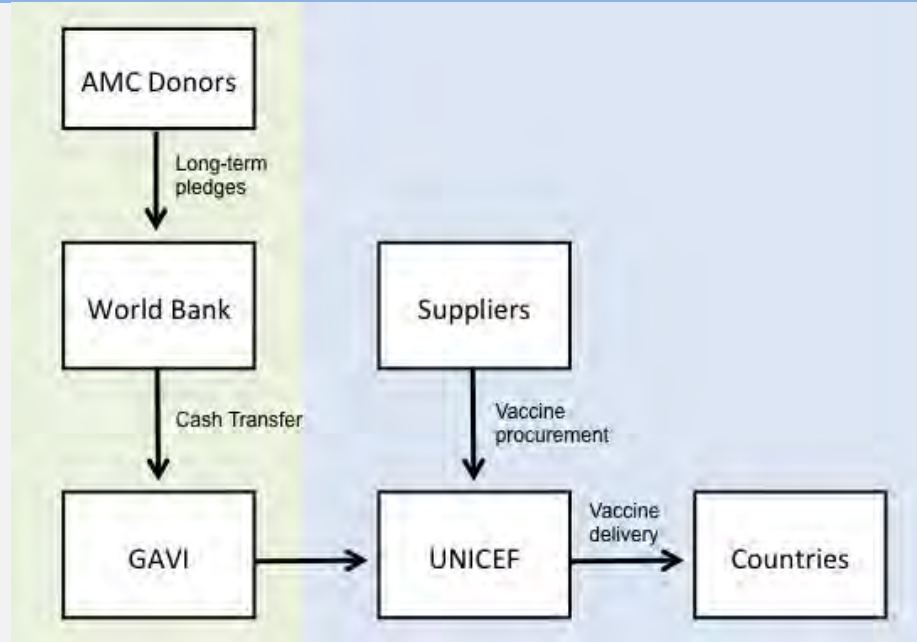 AMC Donors
Long-term
pledges
World Bank
Suppliers
Cash Transfer
Vaccine
procurement
GAVI
UNICEF
Vaccine
delivery
Countries